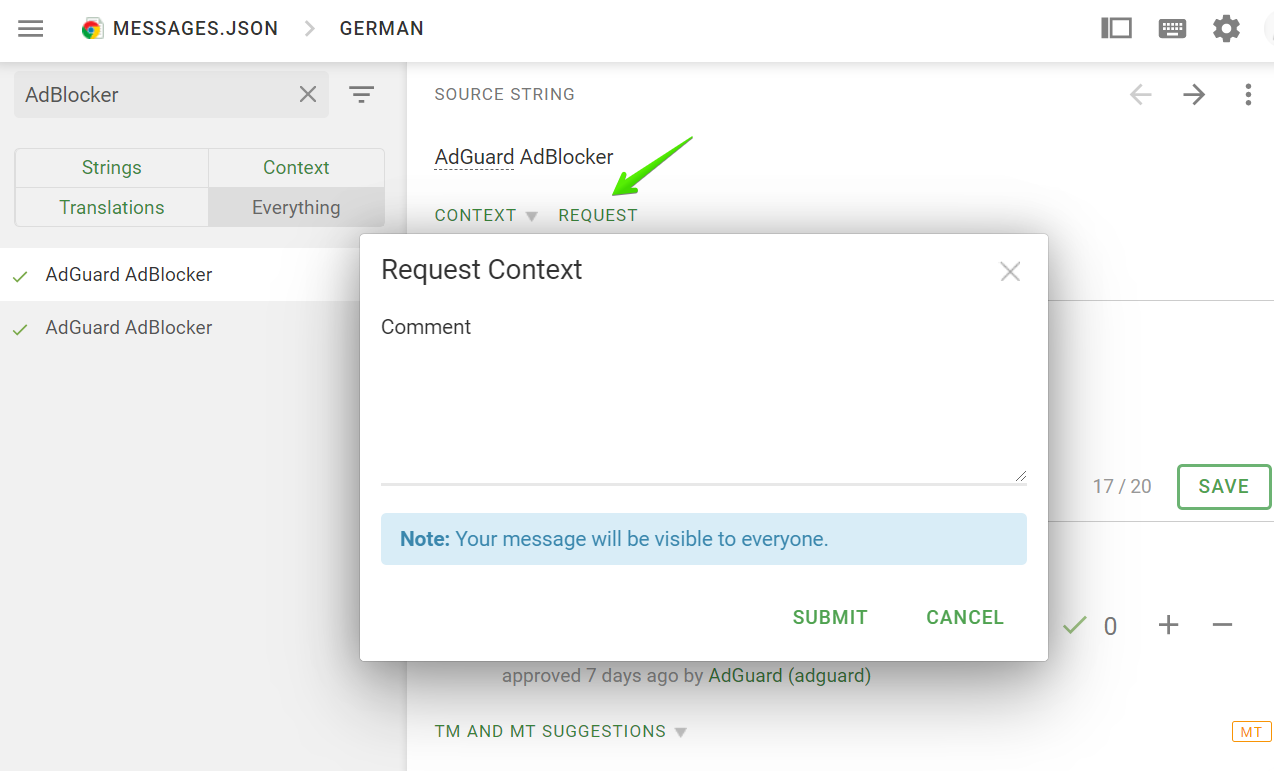 MESSAGES.JSON
GERMAN
AdBlocker
Strings
Context
Translations
Everything
AdGuard AdBlocker
AdGuard AdBlocker
SOURCE STRING
AdGuard AdBlocker
CONTEXT
REQUEST
Request Context
Comment
Note: Your message will be visible to everyone.
SUBMIT
CANCEL
17 / 20
SAVE
0
approved 7 days ago by AdGuard (adguard)
TM AND MT SUGGESTIONS
MT